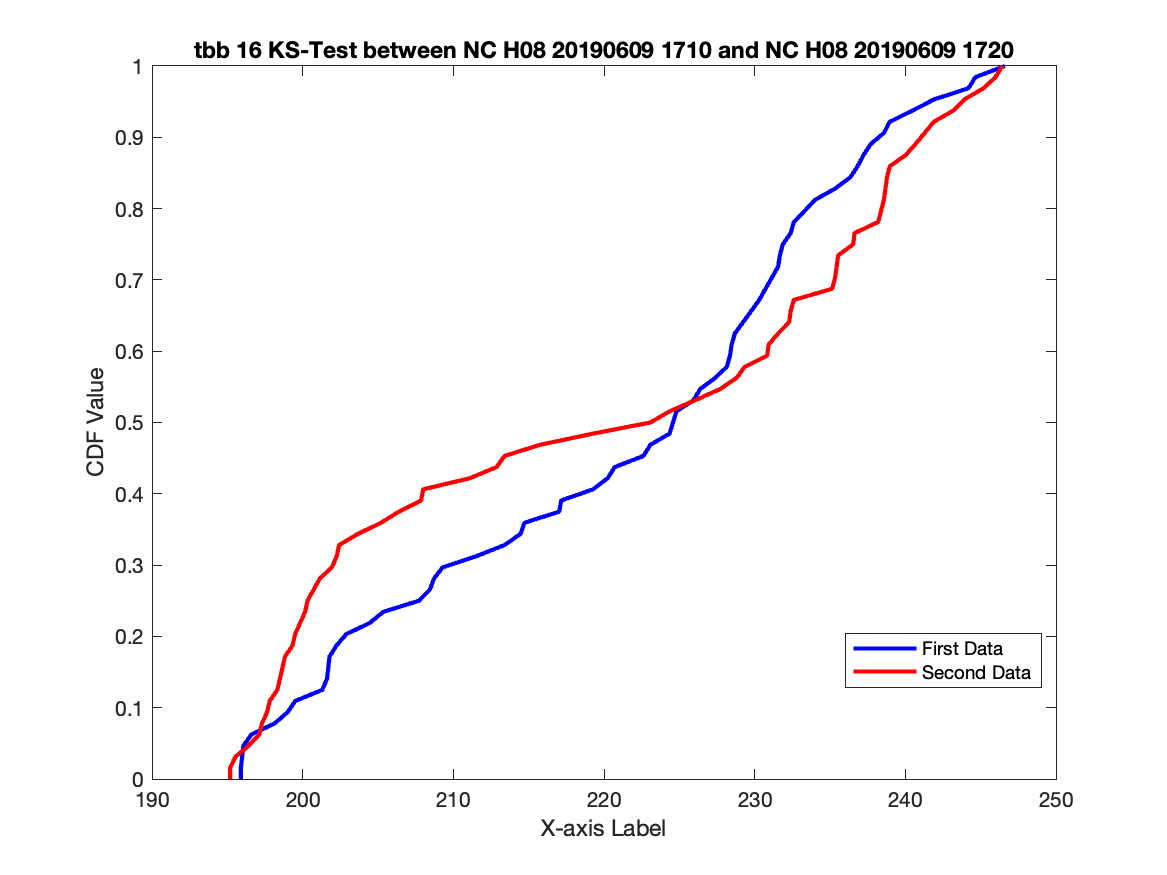 tbb 16 KS-Test between NC H08 20190609 1710 and NC H08 20190609 1720
1
0.9
0.8
0.7
0.6
0.5
0.4
0.3
0.2
0.1
0
CDF Value
First Data
Second Data
190 200 210 220 230 240 250
X-axis Label